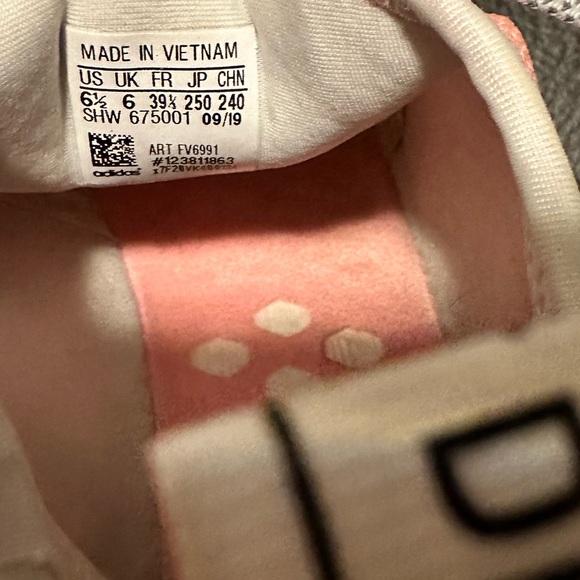 MADE IN VIETNAM
US UK FR JP CHN
6½ 6 39⅓ 250 240
SHW 675001 09/19
ART FV6991
#123811863
adidas
D